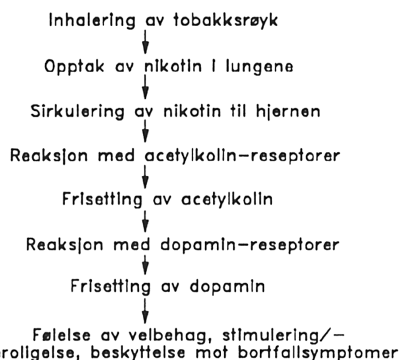 Inhalering av tobakksrøyk
Opptak av nikotin i lungene
Sirkulering av nikotin til hjernen
Reaksjon med acetylkolin-reseptorer
Frisetting av acetylkolin
Reaksjon med dopamin-reseptorer
Frisetting av dopamin
Følelse av velbehag, stimulering/-
beskyttelse mot bortfallsymptomer